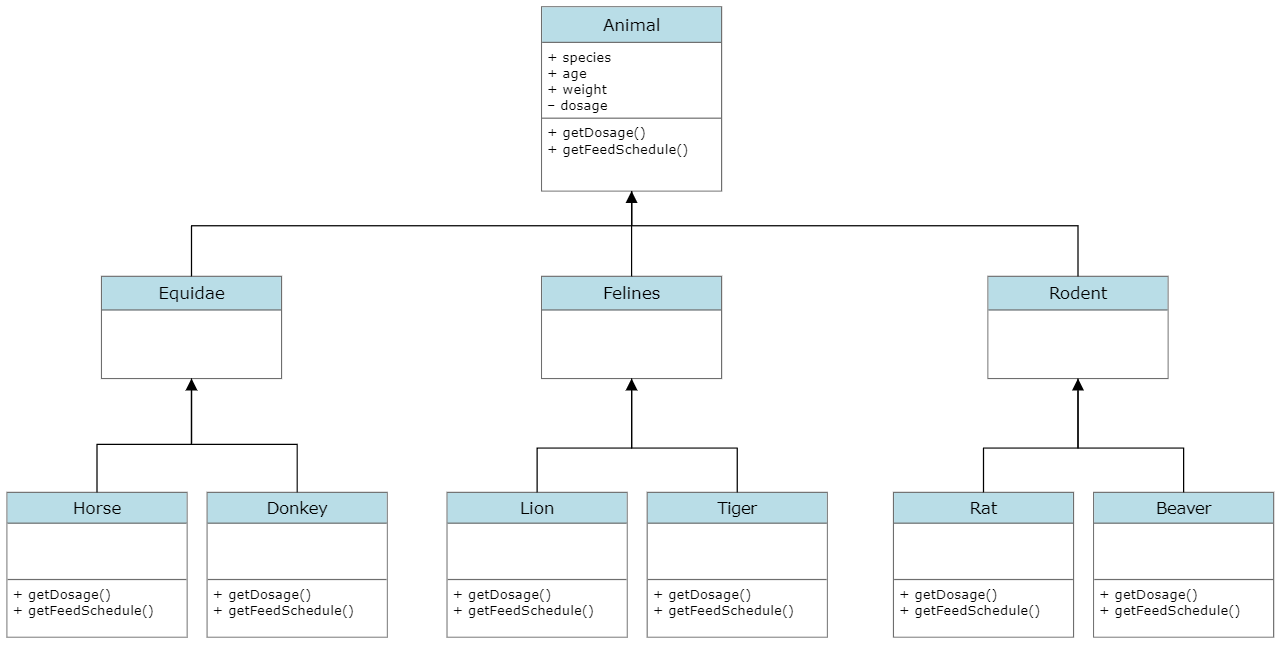 Animal
+ species
+ age
+ weight
– dosage
+ getDosage()
+ getFeedSchedule()
Equidae
Felines
Rodent
Horse
+ getDosage()
+ getFeedSchedule()
Donkey
+ getDosage()
+ getFeedSchedule()
Lion
+ getDosage()
+ getFeedSchedule()
Tiger
+ getDosage()
+ getFeedSchedule()
Rat
+ getDosage()
+ getFeedSchedule()
Beaver
+ getDosage()
+ getFeedSchedule()